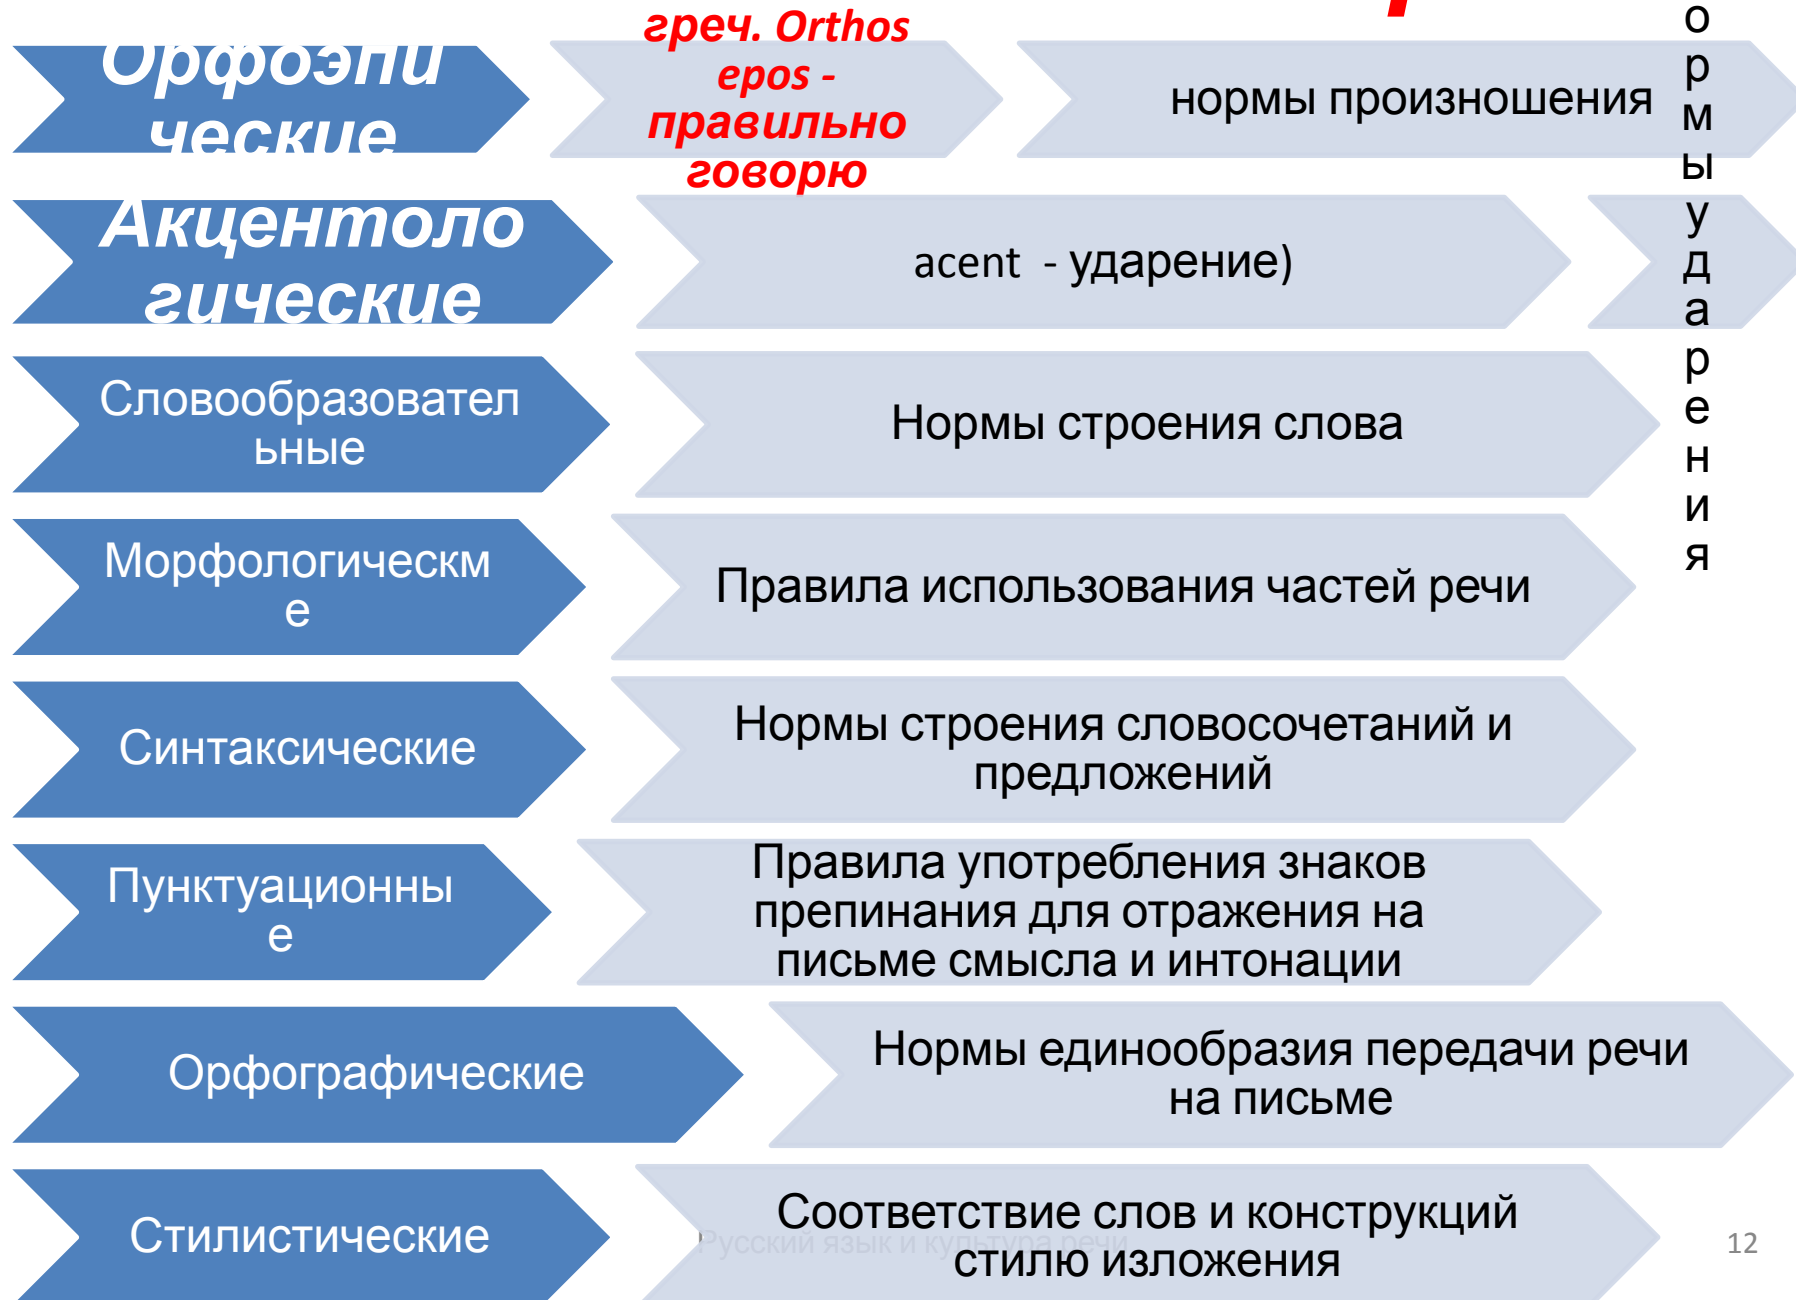 Орфоэпи
ческие
греч. Orthos
epos -
правильно
говорю
нормы произношения
Акцентоло
гические
acent - ударение)
о
р
м
ы
у
д
а
р
е
н
и
я
Словообразовател
ьные
Нормы строения слова
Морфологическм
е
Правила использования частей речи
Синтаксические
Нормы строения словосочетаний и
предложений
Пунктуационны
е
Правила употребления знаков
препинания для отражения на
письме смысла и интонации
Орфографические
Нормы единообразия передачи речи
на письме
Стилистические
Соответствие слов и конструкций
стилю изложения
Русский язык и культура речи
12